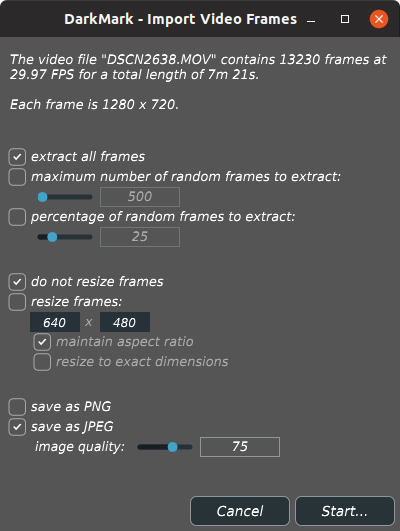 DarkMark - Import Video Frames
The video file "DSCN2638.MOV" contains 13230 frames at
29.97 FPS for a total length of 7m 21s.
Each frame is 1280 x 720.
extract all frames
maximum number of random frames to extract:
500
percentage of random frames to extract:
25
do not resize frames
resize frames:
640 x 480
maintain aspect ratio
resize to exact dimensions
save as PNG
save as JPEG
image quality: 75
Cancel Start...